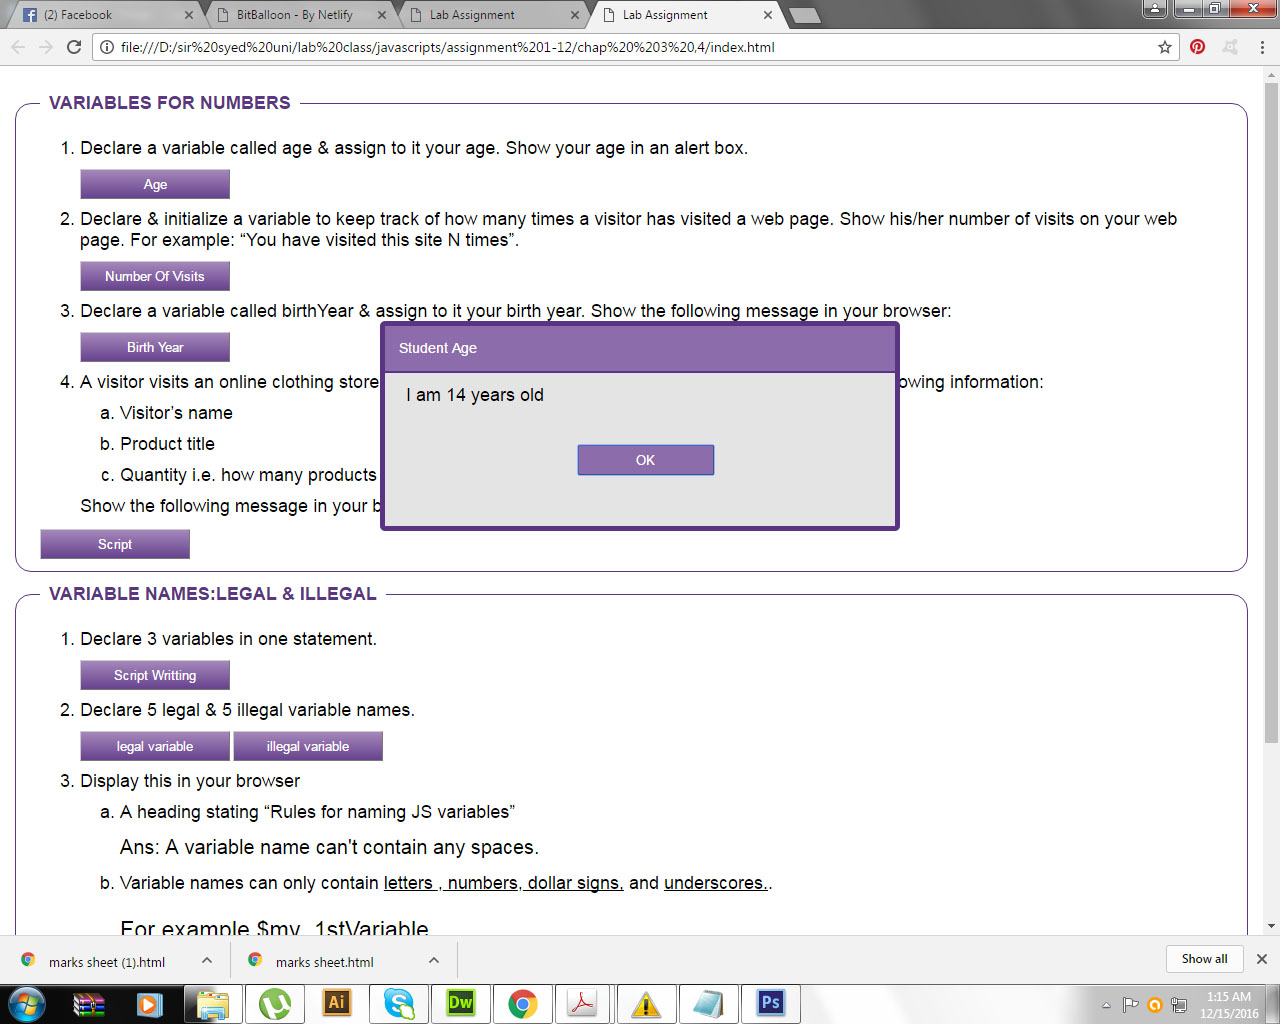 (2) Facebook
BitBalloon - By Netlify
Lab Assignment
Lab Assignment
file:///D:/sir%20syed%20uni/lab%20class/javascripts/assignment%201-12/chap%20%203%20,4/index.html
VARIABLES FOR NUMBERS
1. Declare a variable called age & assign to it your age. Show your age in an alert box.
Age
2. Declare & initialize a variable to keep track of how many times a visitor has visited a web page. Show his/her number of visits on your web
page. For example: “You have visited this site N times”.
Number Of Visits
3. Declare a variable called birthYear & assign to it your birth year. Show the following message in your browser:
Birth Year
Student Age
I am 14 years old
OK
4. A visitor visits an online clothing store owing information:
a. Visitor’s name
b. Product title
c. Quantity i.e. how many products
Show the following message in your b
Script
VARIABLE NAMES:LEGAL & ILLEGAL
1. Declare 3 variables in one statement.
Script Writting
2. Declare 5 legal & 5 illegal variable names.
legal variable illegal variable
3. Display this in your browser
a. A heading stating “Rules for naming JS variables”
Ans: A variable name can't contain any spaces.
b. Variable names can only contain letters , numbers, dollar signs, and underscores..
For example $my_1stVariable
marks sheet (1).html
marks sheet.html
Show all
Ai
Dw
Ps
1:15 AM
12/15/2016